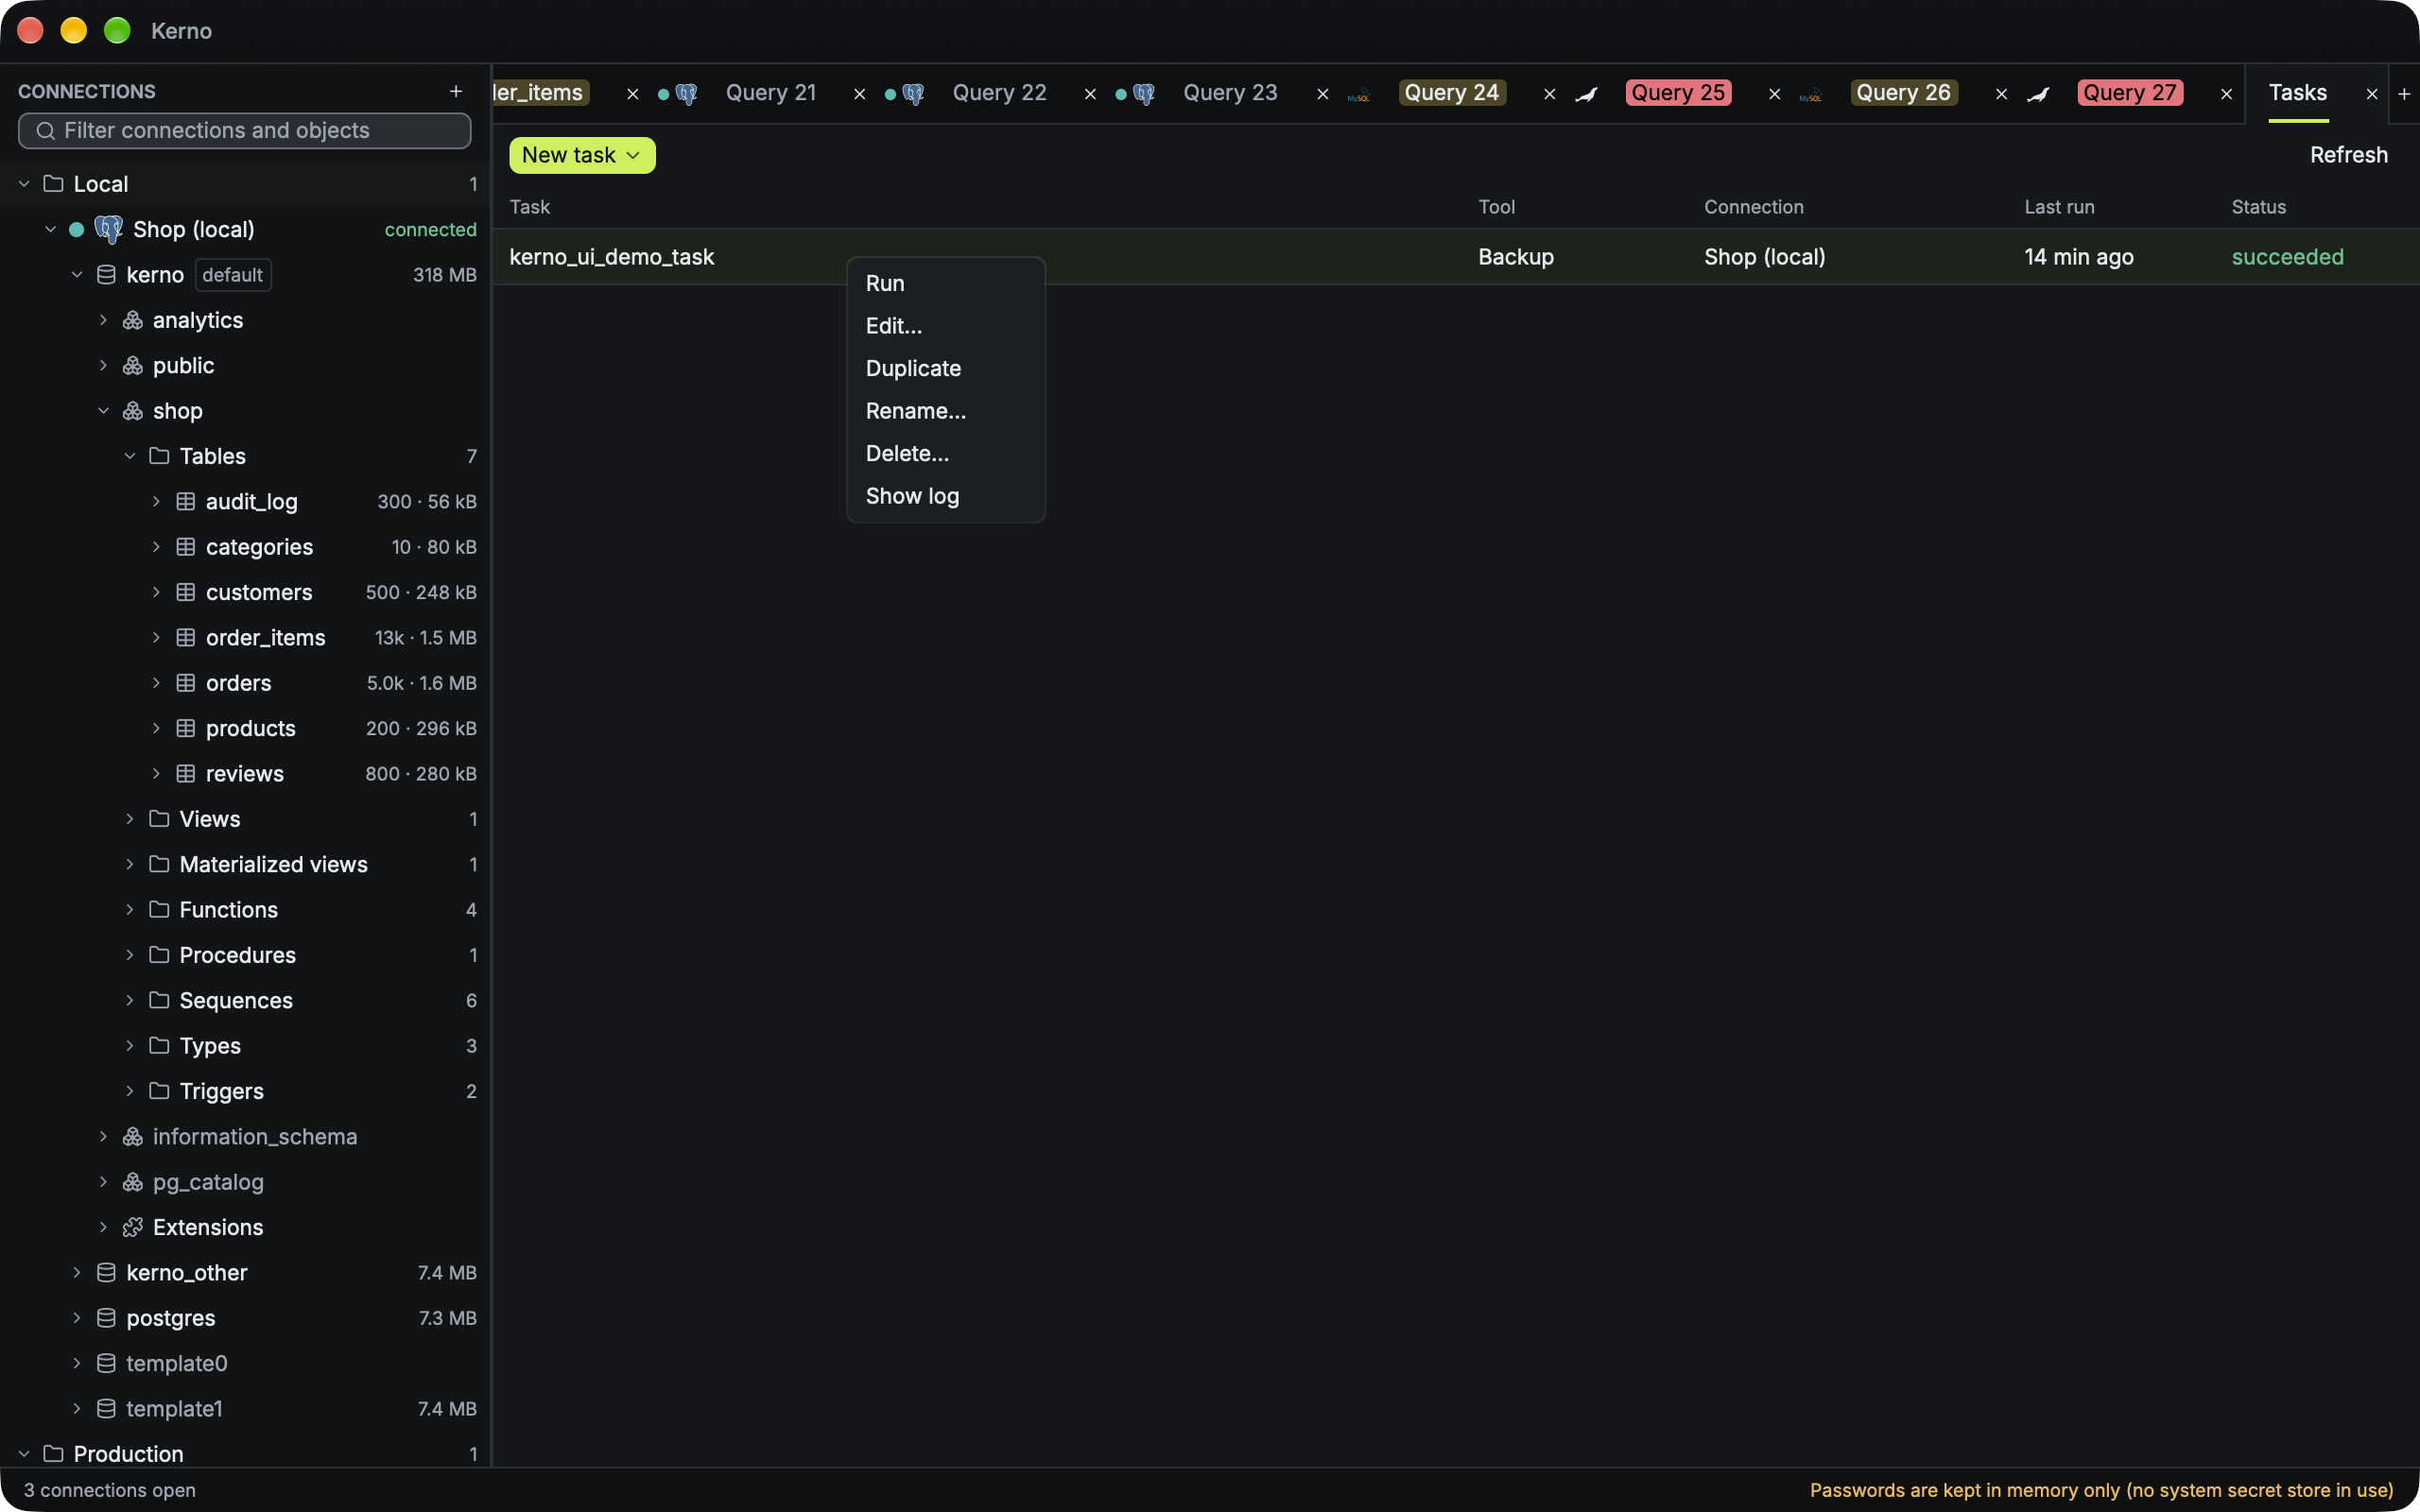 Kerno
CONNECTIONS
Filter connections and objects
Local 1
Shop (local) connected
kerno default 318 MB
analytics
public
shop
Tables 7
audit_log 300 · 56 kB
categories 10 · 80 kB
customers 500 · 248 kB
order_items 13k · 1.5 MB
orders 5.0k · 1.6 MB
products 200 · 296 kB
reviews 800 · 280 kB
Views 1
Materialized views 1
Functions 4
Procedures 1
Sequences 6
Types 3
Triggers 2
information_schema
pg_catalog
Extensions
kerno_other 7.4 MB
postgres 7.3 MB
template0
template1 7.4 MB
Production 1
der_items Query 21 Query 22 Query 23 MySQL Query 24 Query 25 MySQL Query 26 Query 27 Tasks
New task Refresh
Task Tool Connection Last run Status
kerno_ui_demo_task Backup Shop (local) 14 min ago succeeded
Run
Edit...
Duplicate
Rename...
Delete...
Show log
3 connections open Passwords are kept in memory only (no system secret store in use)